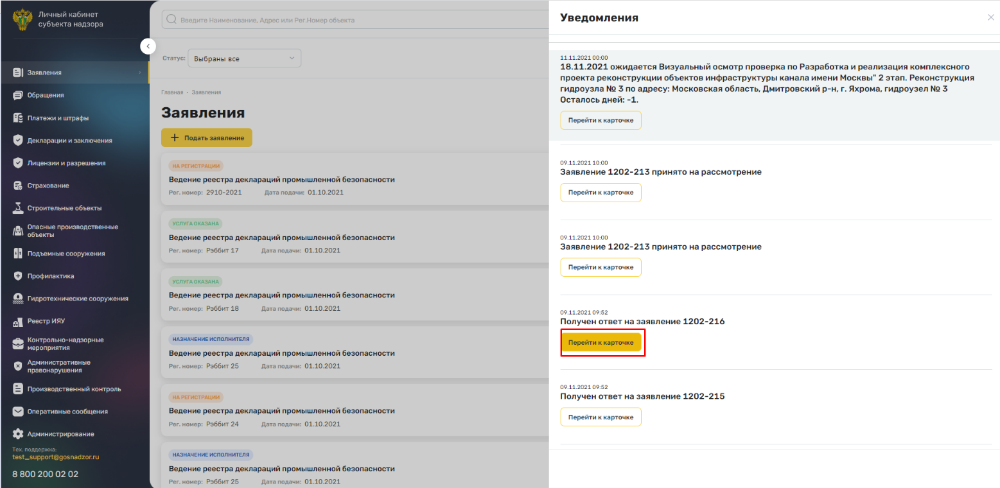 Личный кабинет
субъекта надзора
Заявления
Обращения
Платежи и штрафы
Декларации и заключения
Лицензии и разрешения
Страхование
Строительные объекты
Опасные производственные
объекты
Подъемные сооружения
Профилактика
Гидротехнические сооружения
Реестр ИЯУ
Контрольно-надзорные
мероприятия
Административные
правонарушения
Производственный контроль
Оперативные сообщения
Администрирование
Тех. поддержка:
test_support@gosnadzor.ru
8 800 200 02 02
Введите Наименование, Адрес или Рег.Номер объекта
Статус: Выбраны все
Главная • Заявления
Заявления
+ Подать заявление
НА РЕГИСТРАЦИИ
Ведение реестра деклараций промышленной безопасности
Рег. номер: 2910-2021 Дата подачи: 01.10.2021
УСЛУГА ОКАЗАНА
Ведение реестра деклараций промышленной безопасности
Рег. номер: Рэббит 17 Дата подачи: 01.10.2021
УСЛУГА ОКАЗАНА
Ведение реестра деклараций промышленной безопасности
Рег. номер: Рэббит 18 Дата подачи: 01.10.2021
НАЗНАЧЕНИЕ ИСПОЛНИТЕЛЯ
Ведение реестра деклараций промышленной безопасности
Рег. номер: Рэббит 25 Дата подачи: 01.10.2021
НА РЕГИСТРАЦИИ
Ведение реестра деклараций промышленной безопасности
Рег. номер: Рэббит 24 Дата подачи: 01.10.2021
НАЗНАЧЕНИЕ ИСПОЛНИТЕЛЯ
Ведение реестра деклараций промышленной безопасности
Рег. номер: Рэббит 25 Дата подачи: 01.10.2021
Уведомления
11.11.2021 00:00
18.11.2021 ожидается Визуальный осмотр проверка по Разработка и реализация комплексного
проекта реконструкции объектов инфраструктуры канала имени Москвы" 2 этап. Реконструкция
гидроузла № 3 по адресу: Московская область, Дмитровский р-н, г. Яхрома, гидроузел № 3
Осталось дней: -1.
Перейти к карточке
09.11.2021 10:00
Заявление 1202-213 принято на рассмотрение
Перейти к карточке
09.11.2021 10:00
Заявление 1202-213 принято на рассмотрение
Перейти к карточке
09.11.2021 09:52
Получен ответ на заявление 1202-216
Перейти к карточке
09.11.2021 09:52
Получен ответ на заявление 1202-215
Перейти к карточке